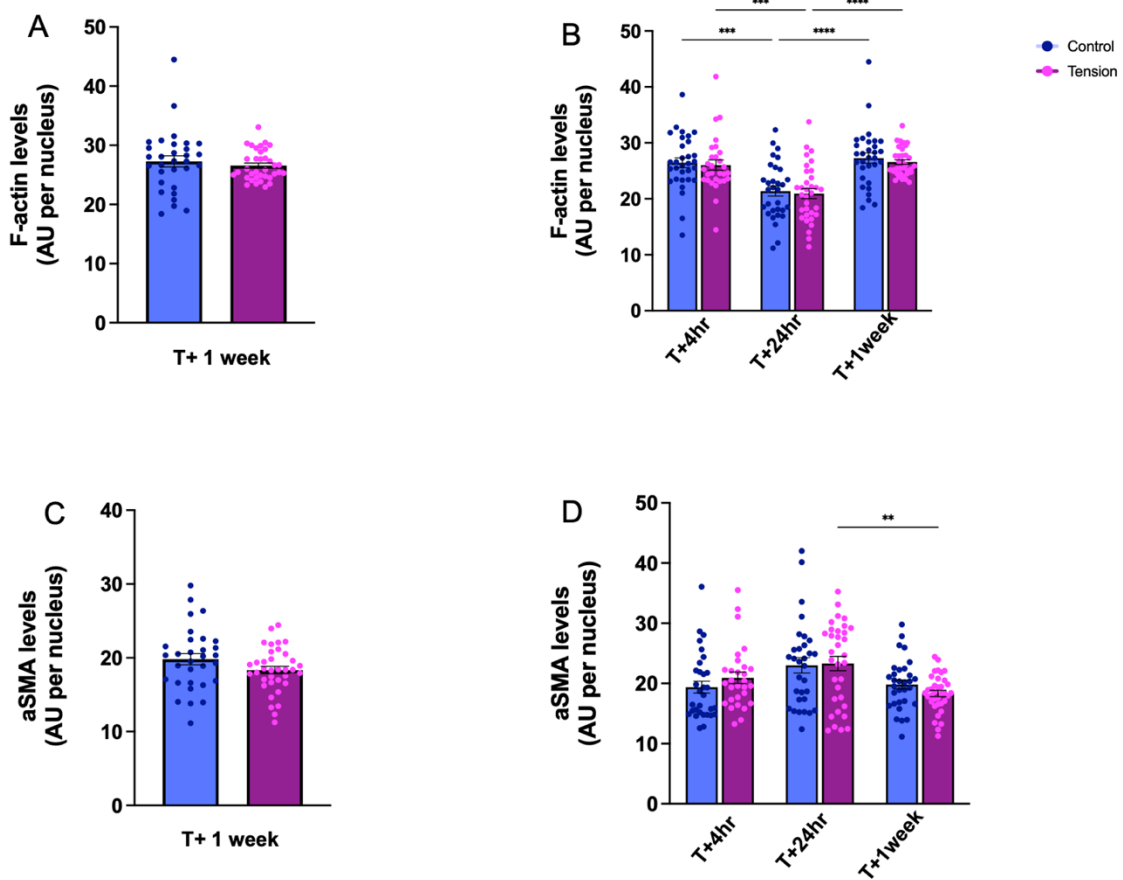 A
F-actin levels
(AU per nucleus)
50
40
30
20
10
0
T+ 1 week
B
F-actin levels
(AU per nucleus)
50
40
30
20
10
0
*** ****
*** ****
T+4hr T+24hr T+1week
Control
Tension
C
aSMA levels
(AU per nucleus)
40
30
20
10
0
T+ 1 week
D
aSMA levels
(AU per nucleus)
50
40
30
20
10
0
**
T+4hr T+24hr T+1week